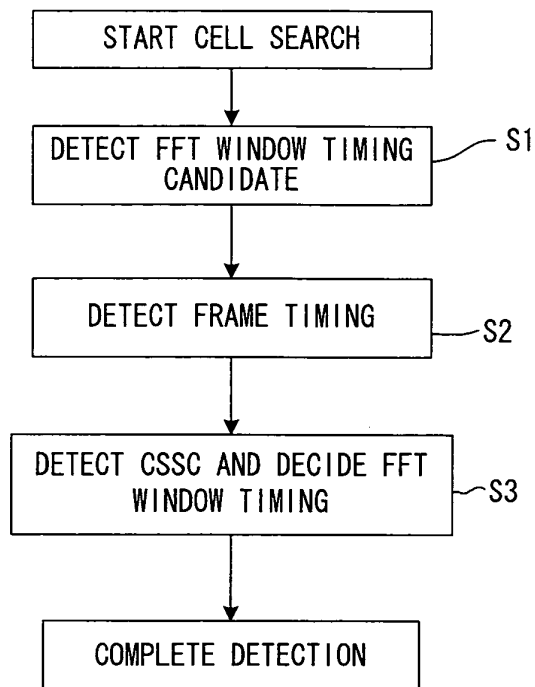 START CELL SEARCH
DETECT FFT WINDOW TIMING
CANDIDATE
S1
DETECT FRAME TIMING
S2
DETECT CSSC AND DECIDE FFT
WINDOW TIMING
S3
COMPLETE DETECTION